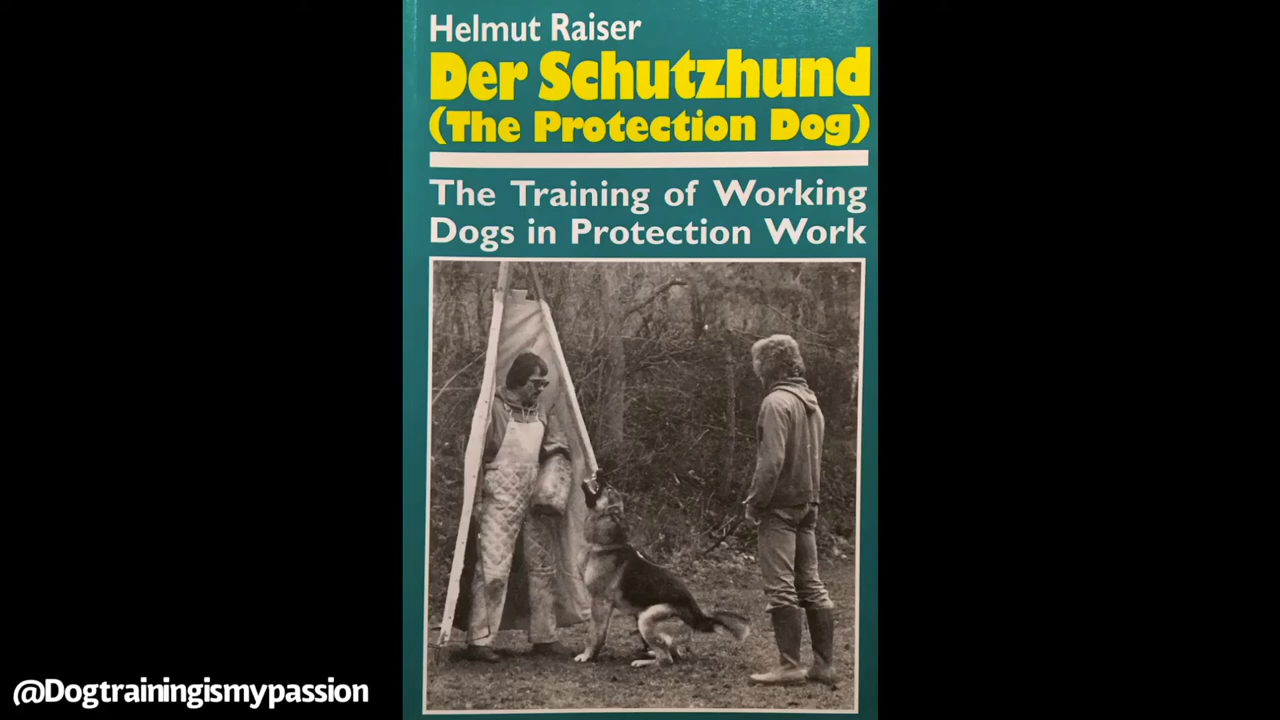 Helmut Raiser
Der Schutzhund
(The Protection Dog)
The Training of Working
Dogs in Protection Work
@Dogtrainingismypassion